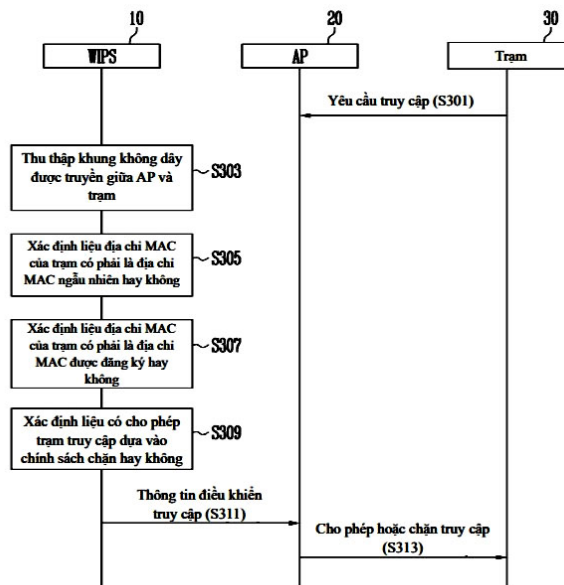 10
20
30
WIPS
AP
Trạm
Yêu cầu truy cập (S301)
Thu thập khung không dây
được truyền giữa AP và
trạm
S303
Xác định liệu địa chỉ MAC
của trạm có phải là địa chỉ
MAC ngẫu nhiên hay không
S305
Xác định liệu địa chỉ MAC
của trạm có phải là địa chỉ
MAC được đăng ký hay
không
S307
Xác định liệu có cho phép
trạm truy cập dựa vào
chính sách chặn hay không
S309
Thông tin điều khiển
truy cập (S311)
Cho phép hoặc chặn truy cập
(S313)